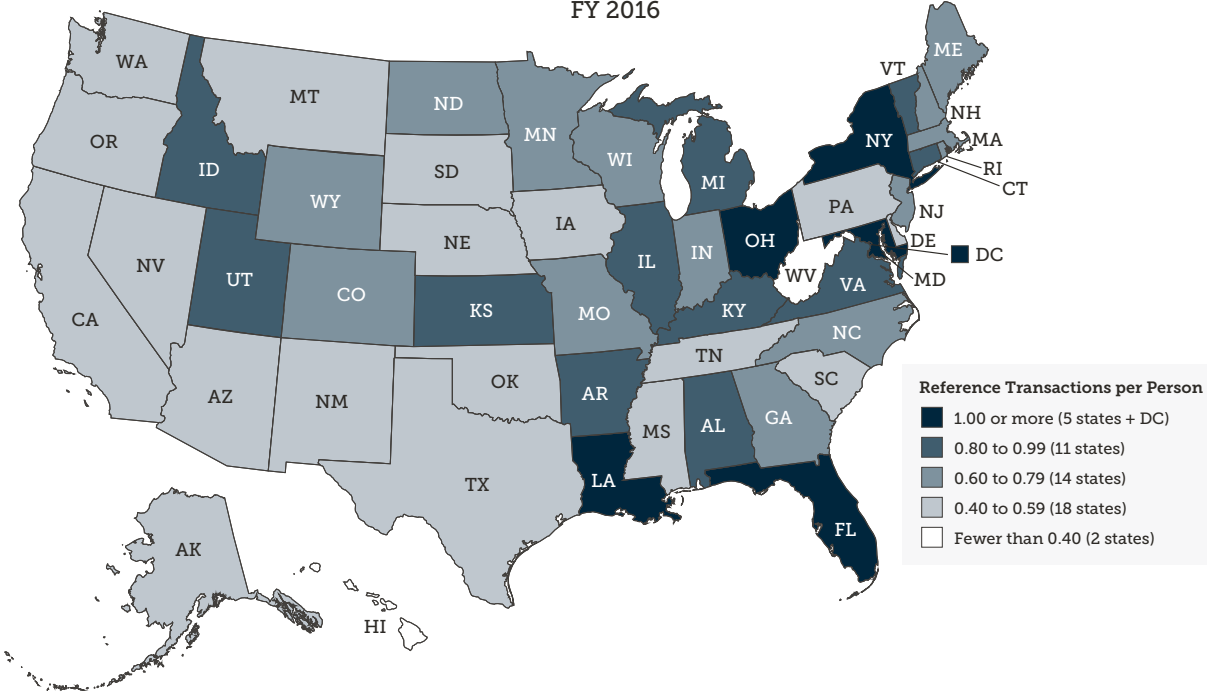 FY 2016
WA
MT
ND
MN
ME
VT
NH
MA
RI
CT
NY
OR
ID
SD
WI
MI
WY
IA
PA
NJ
NE
OH
DE
DC
MD
NV
UT
CO
KS
IL
IN
WV
VA
MO
KY
CA
NC
TN
OK
AZ
NM
AR
SC
MS
AL
GA
TX
LA
FL
AK
HI
Reference Transactions per Person
1.00 or more (5 states + DC)
0.80 to 0.99 (11 states)
0.60 to 0.79 (14 states)
0.40 to 0.59 (18 states)
Fewer than 0.40 (2 states)